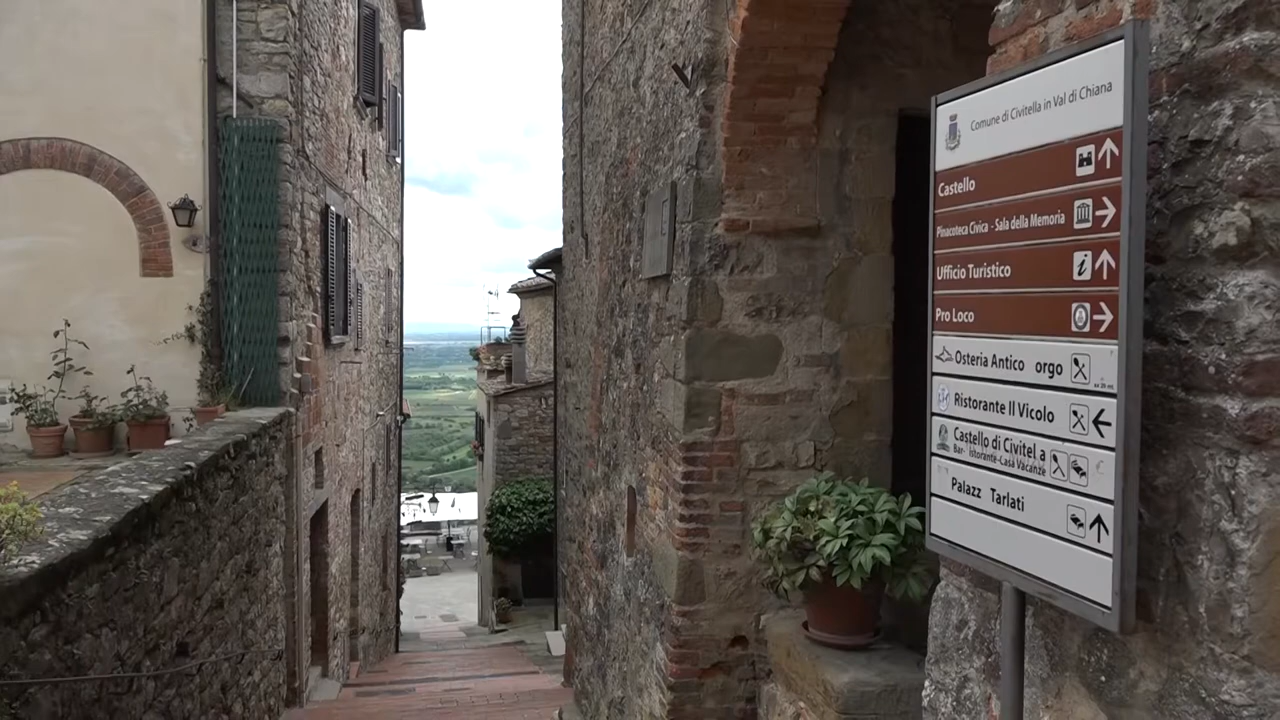 Comune di Civitella in Val di Chiana
Castello
Pinacoteca Civica - Sala della Memoria
Ufficio Turistico
Pro Loco
Osteria Antico orgo
Ristorante Il Vicolo
Castello di Civitel a
Bar- istorante-Casa Vacanze
Palazz Tarlati